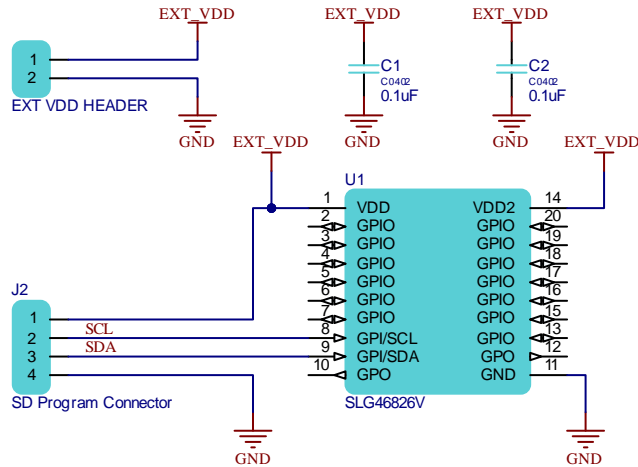 EXT_VDD
1
2
EXT VDD HEADER
GND
EXT_VDD
C1
C0402
0.1uF
GND
EXT_VDD
C2
C0402
0.1uF
GND
EXT_VDD
EXT_VDD
U1
1 VDD VDD2 14
2 GPIO GPIO 20
3 GPIO GPIO 19
4 GPIO GPIO 18
5 GPIO GPIO 17
6 GPIO GPIO 16
7 GPIO GPIO 15
8 GPI/SCL GPIO 13
9 GPI/SDA GPO 12
10 GPO GND 11
SLG46826V
J2
1
2 SCL
3 SDA
4
SD Program Connector
GND
GND